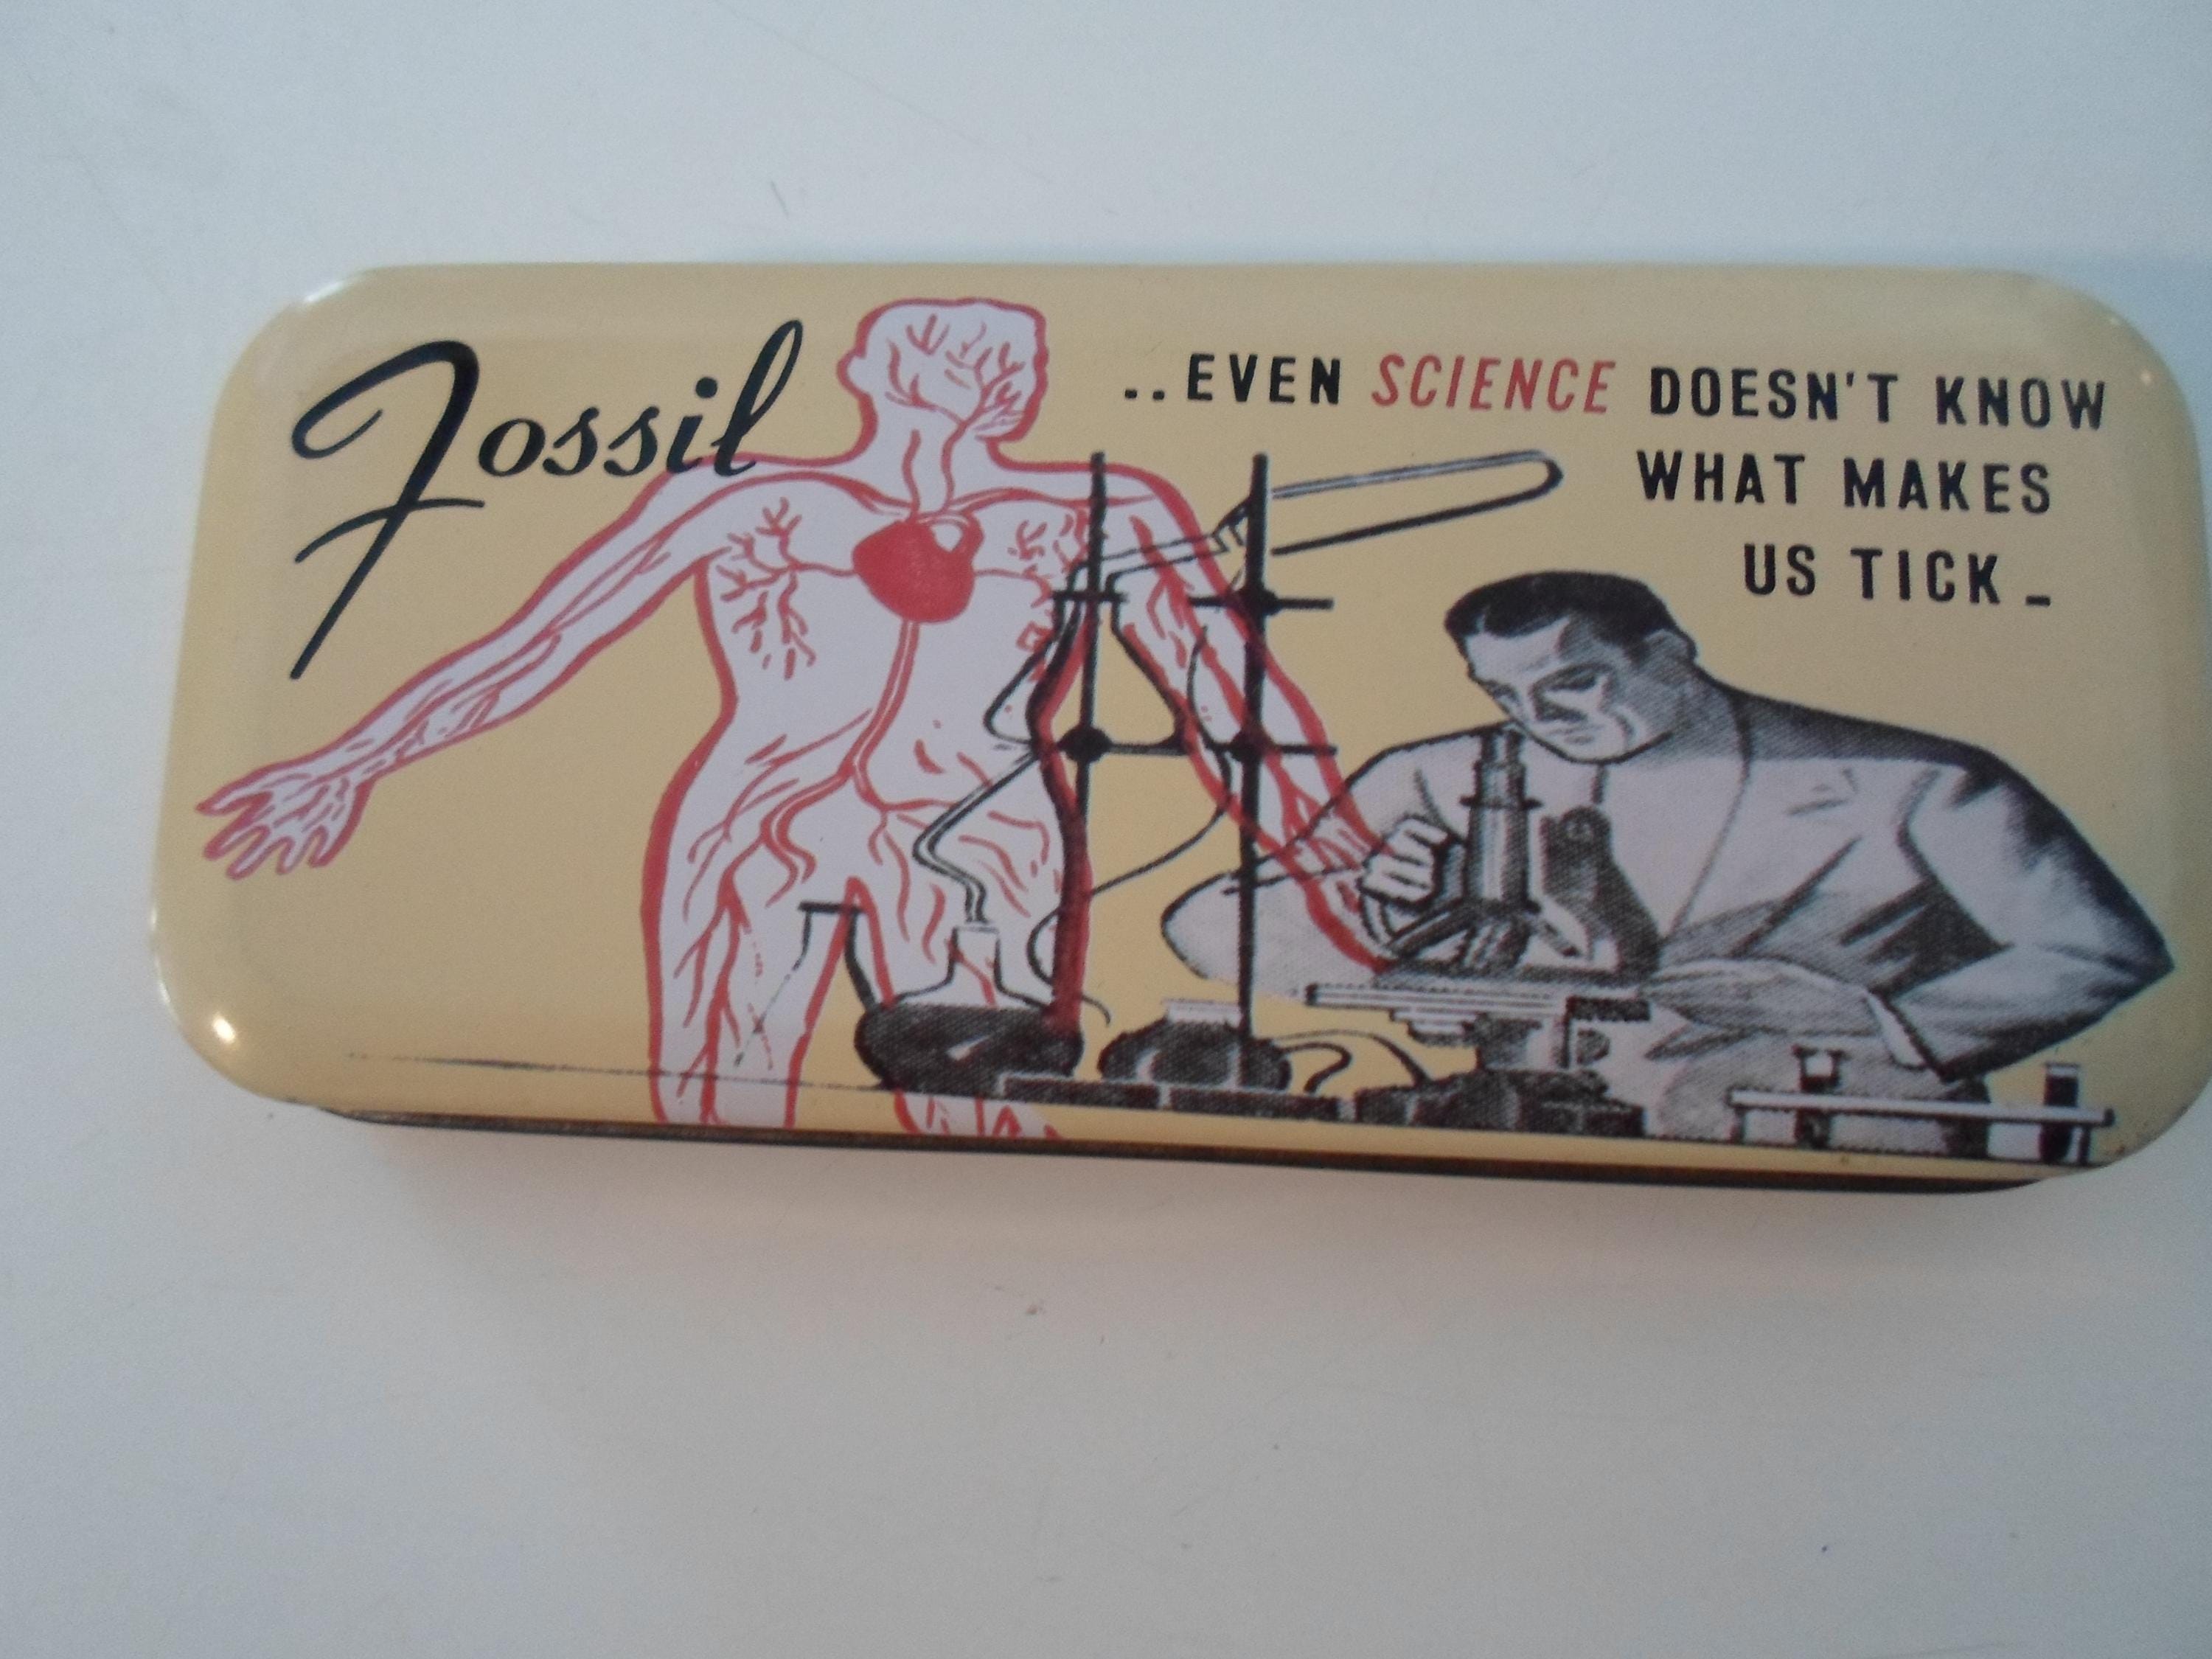 Fossil
..EVEN SCIENCE DOESN'T KNOW
WHAT MAKES
US TICK_